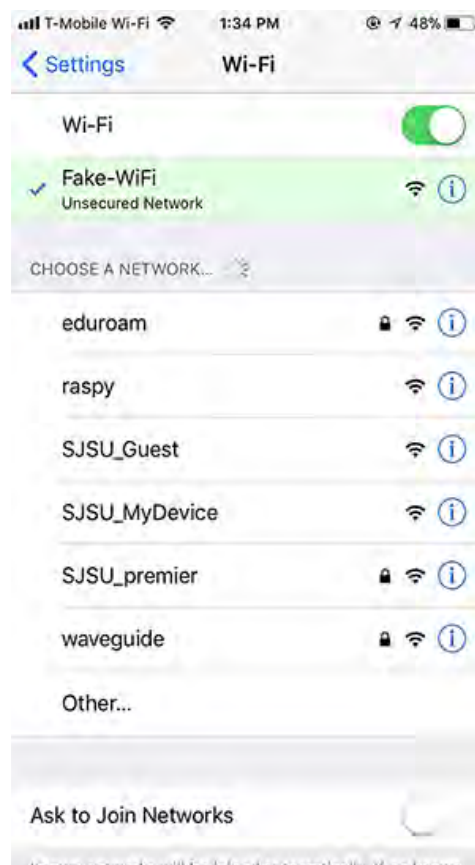 T-Mobile Wi-Fi 1:34 PM 48%
Settings Wi-Fi
Wi-Fi
Fake-WiFi
Unsecured Network
CHOOSE A NETWORK...
eduroam
raspy
SJSU_Guest
SJSU_MyDevice
SJSU_premier
waveguide
Other...
Ask to Join Networks